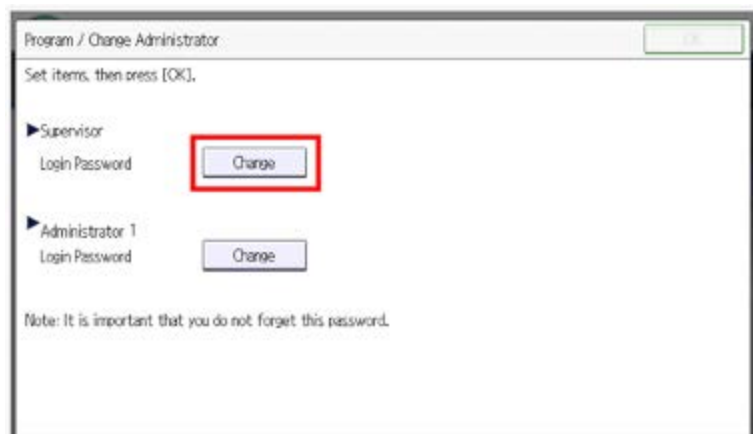 Program / Change Administrator
OK
Set items, then press [OK].
►Supervisor
Login Password Change
►Administrator 1
Login Password Change
Note: It is important that you do not forget this password.